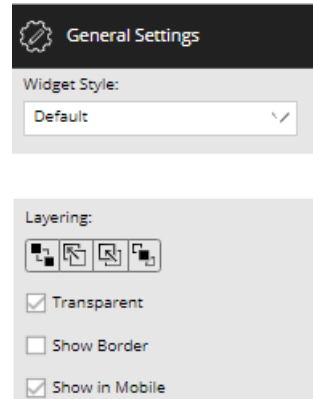 General Settings
Widget Style:
Default
Layering:
Transparent
Show Border
Show in Mobile